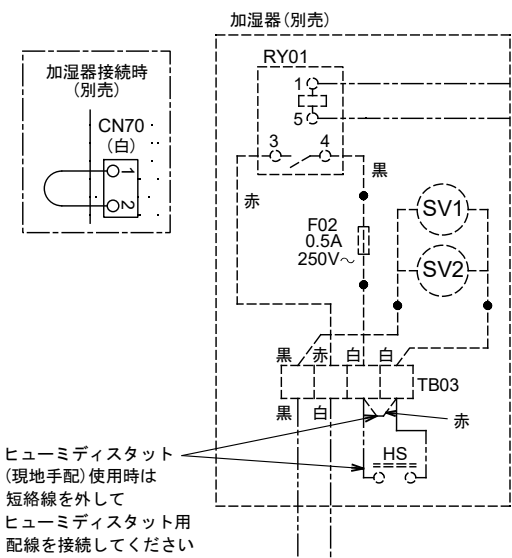 加湿器(別売)
加湿器接続時
(別売)
CN70
(白)
1
2
RY01
1
5
3 4
赤
黒
F02
0.5A
250V～
SV1
SV2
黒 赤 白 白
TB03
黒 白
赤
HS
ヒューミディスタット
(現地手配)使用時は
短絡線を外して
ヒューミディスタット用
配線を接続してください